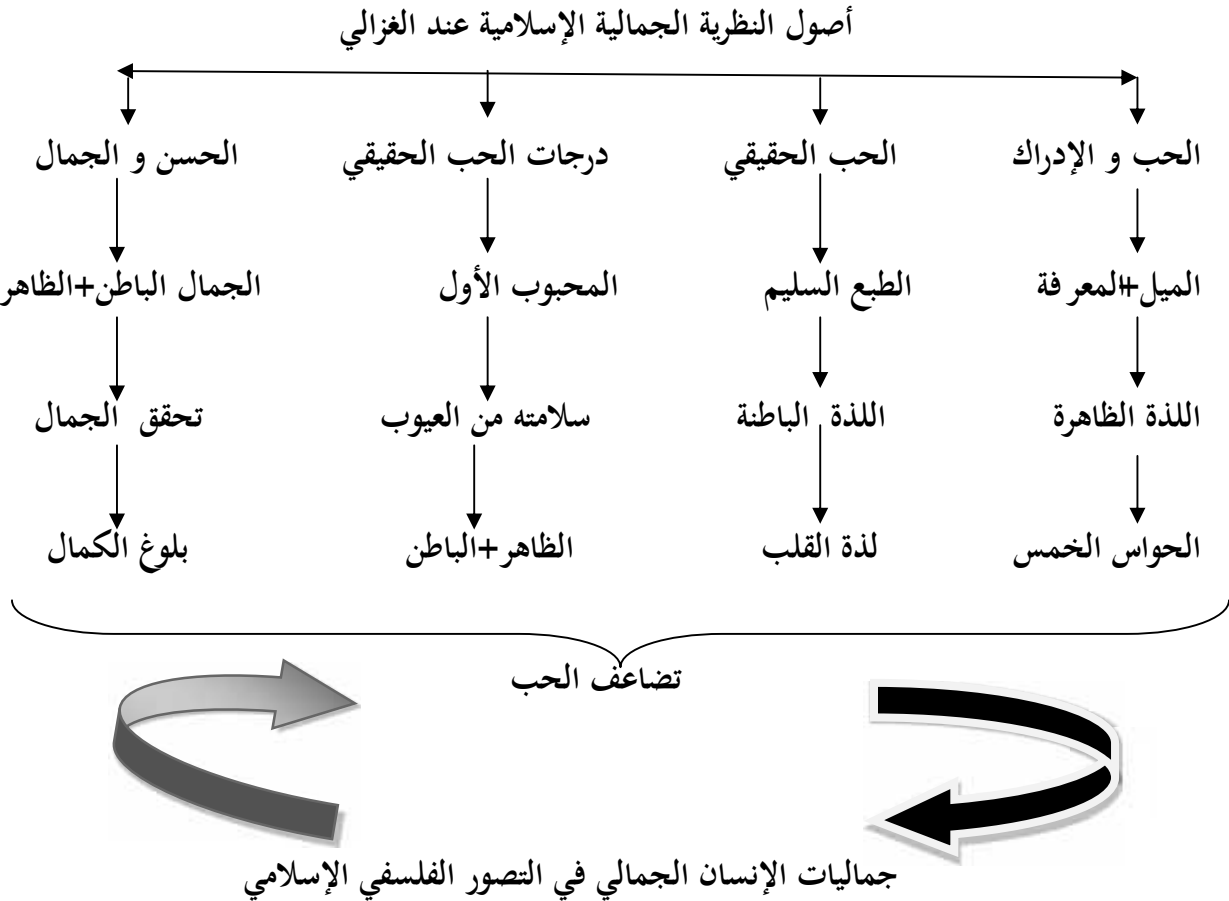 أصول النظرية الجمالية الإسلامية عند الغزالي
الحب و الإدراك الحب الحقيقي درجات الحب الحقيقي الحسن و الجمال
الميل+المعرفة الطبع السليم المحبوب الأول الجمال الباطن+الظاهر
اللذة الظاهرة اللذة الباطنة سلامته من العيوب تحقق الجمال
الحواس الخمس لذة القلب الظاهر+الباطن بلوغ الكمال
تضاعف الحب
جماليات الإنسان الجمالي في التصور الفلسفي الإسلامي